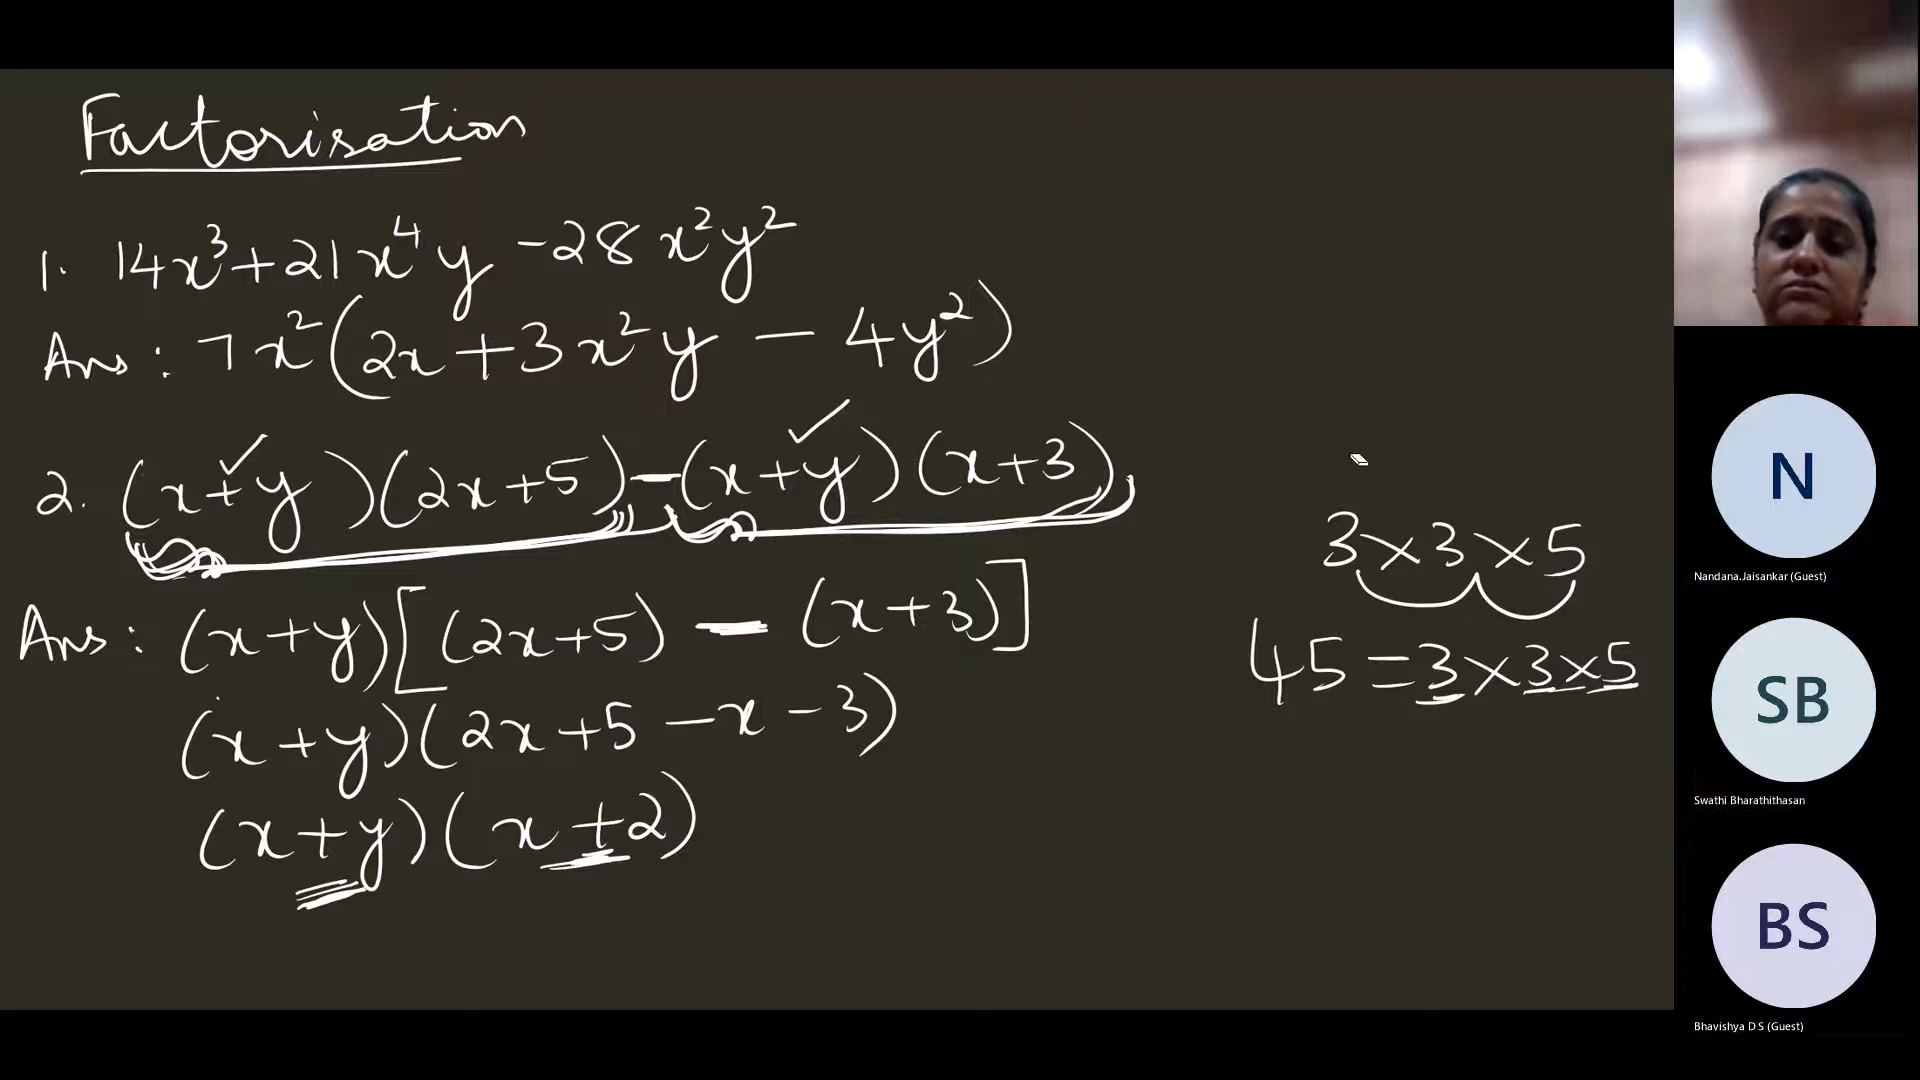 Factorisation
1. 14x³+21x⁴y -28x²y²
Ans: 7x²(2x+3x²y - 4y²)
2. (x+y)(2x+5)-(x+y)(x+3)
Ans: (x+y)[(2x+5) - (x+3)]
(x+y)(2x+5-x-3)
(x+y)(x+2)
3×3×5
45=3×3×5
N
Nandana.Jaisankar (Guest)
SB
Swathi Bharathithasan
BS
Bhavishya D S (Guest)